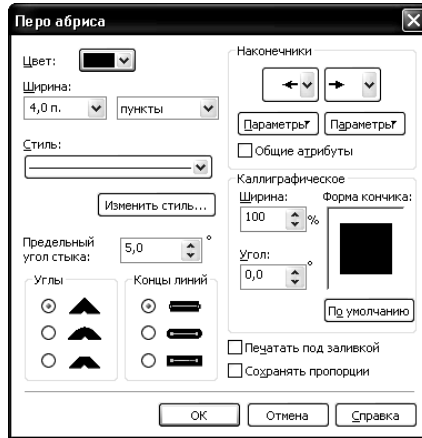 Перо абриса
Цвет:
Ширина:
4,0 п.
пункты
Стиль:
Изменить стиль...
Предельный
угол стыка:
5,0
°
Углы
Концы линий
Наконечники
Параметры
Параметры
Общие атрибуты
Каллиграфическое
Ширина:
Форма кончика:
100
%
Угол:
0,0
°
По умолчанию
Печатать под заливкой
Сохранять пропорции
ОК
Отмена
Справка